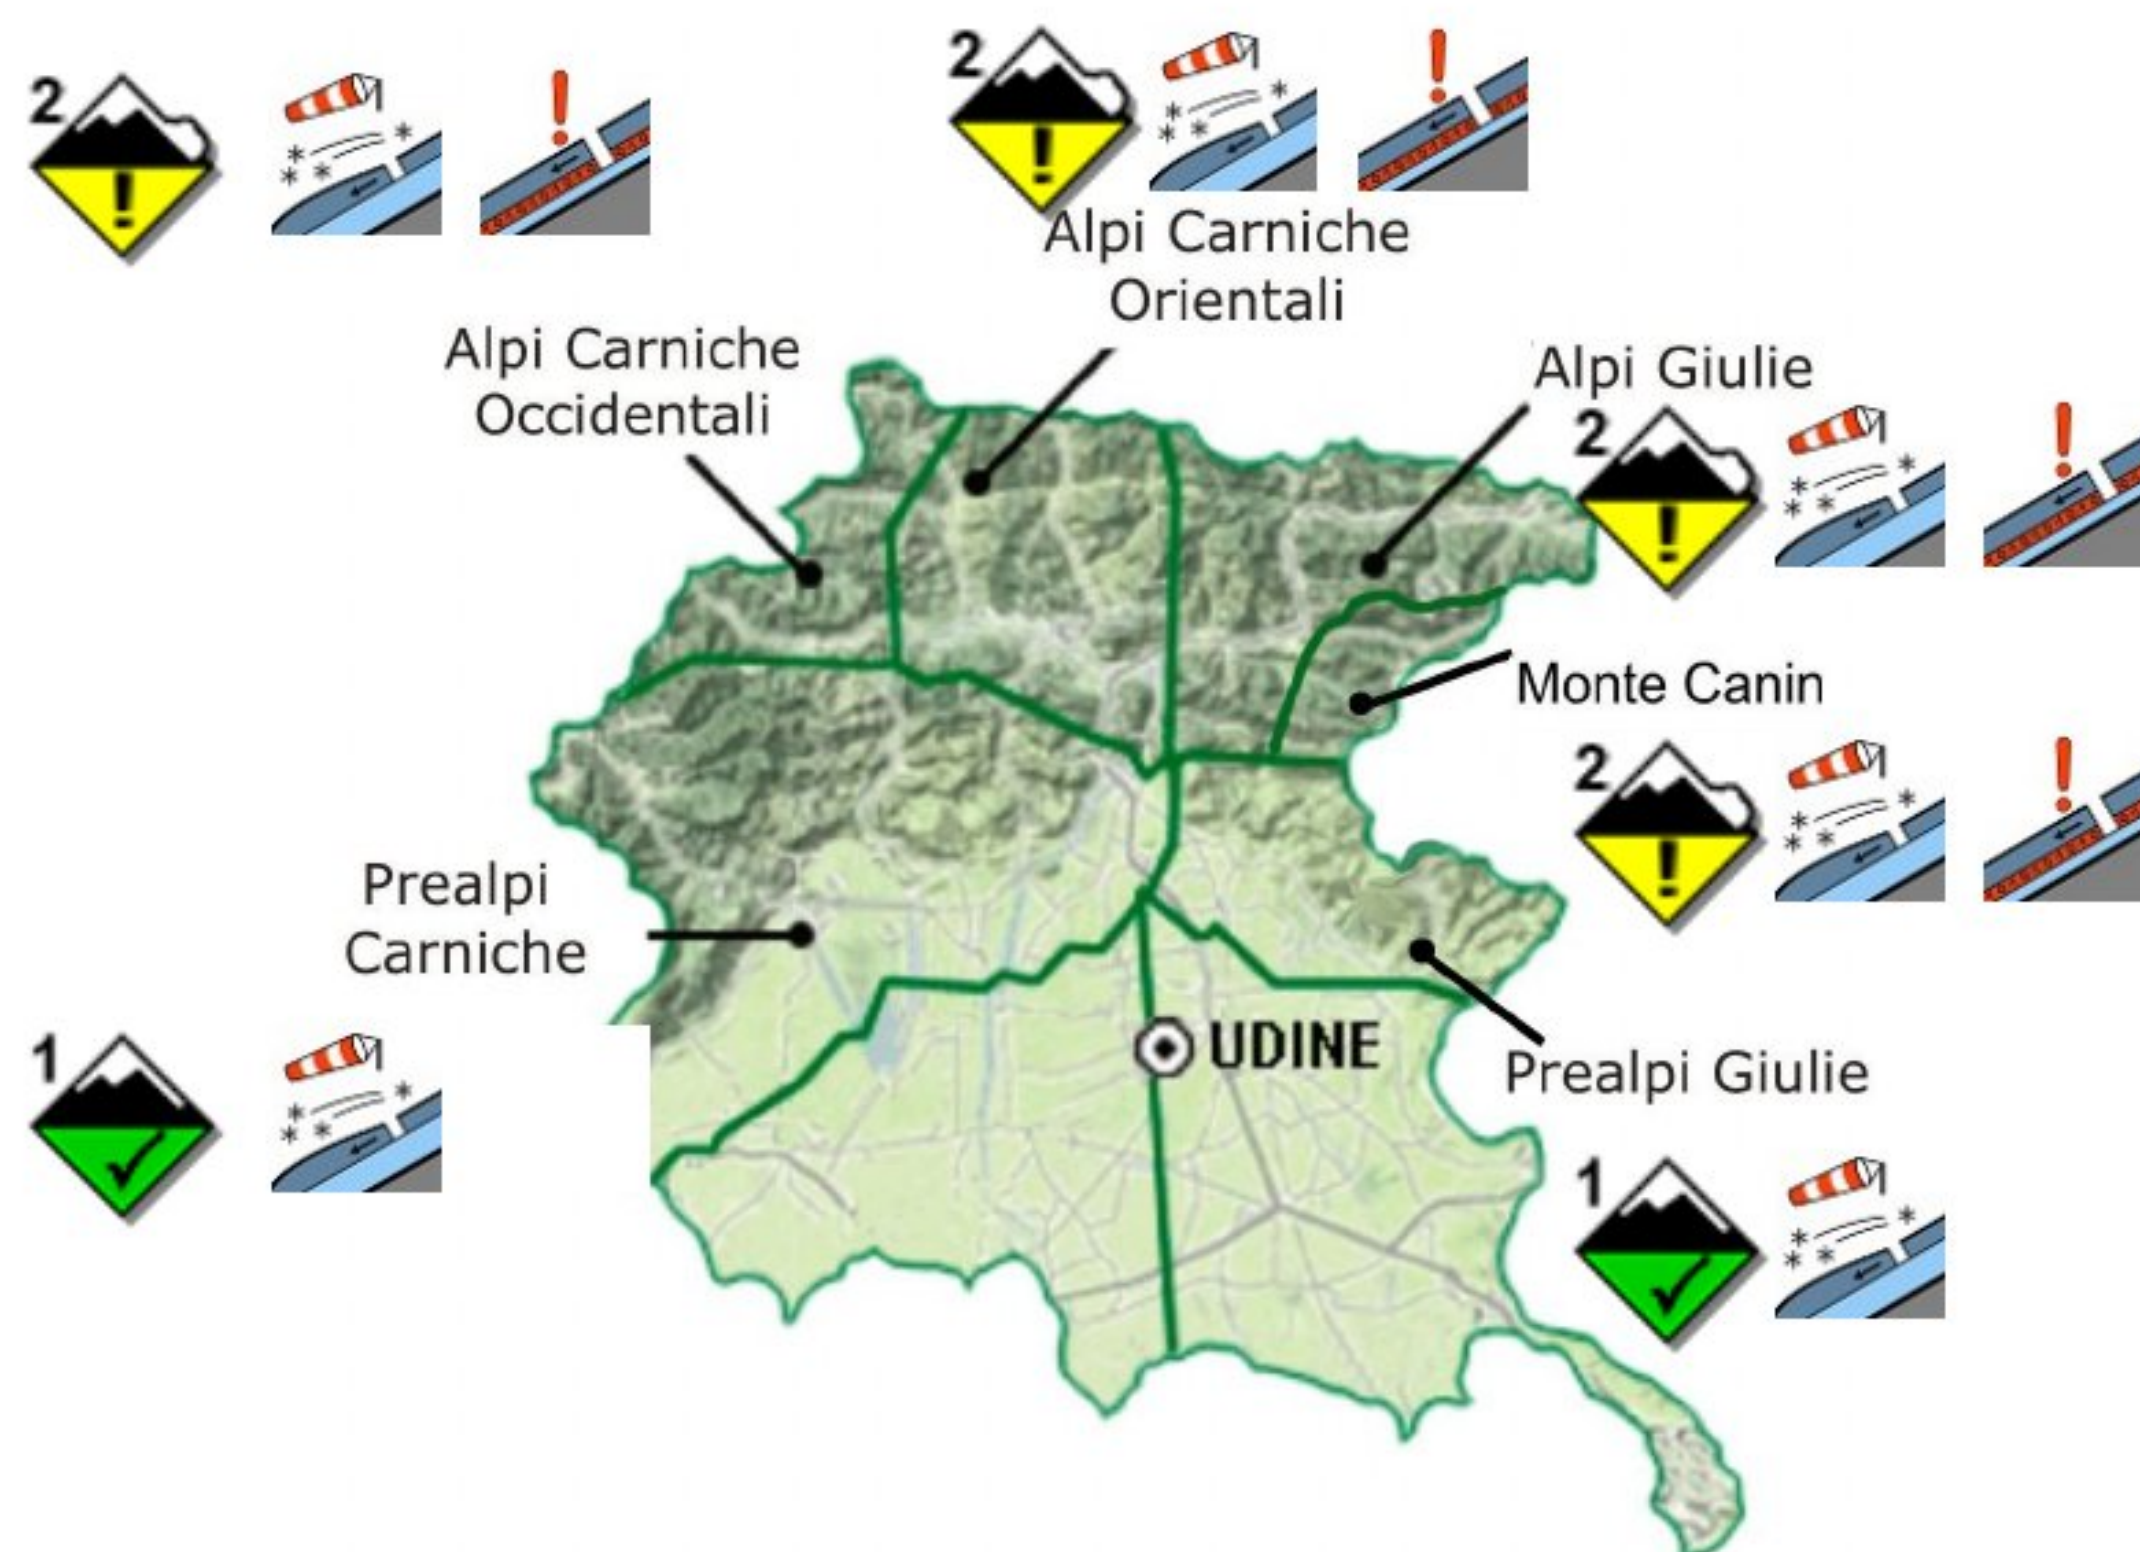 2
2
Alpi Carniche
Orientali
Alpi Carniche
Occidentali
Alpi Giulie
2
Monte Canin
2
Prealpi
Carniche
1
UDINE
Prealpi Giulie
1